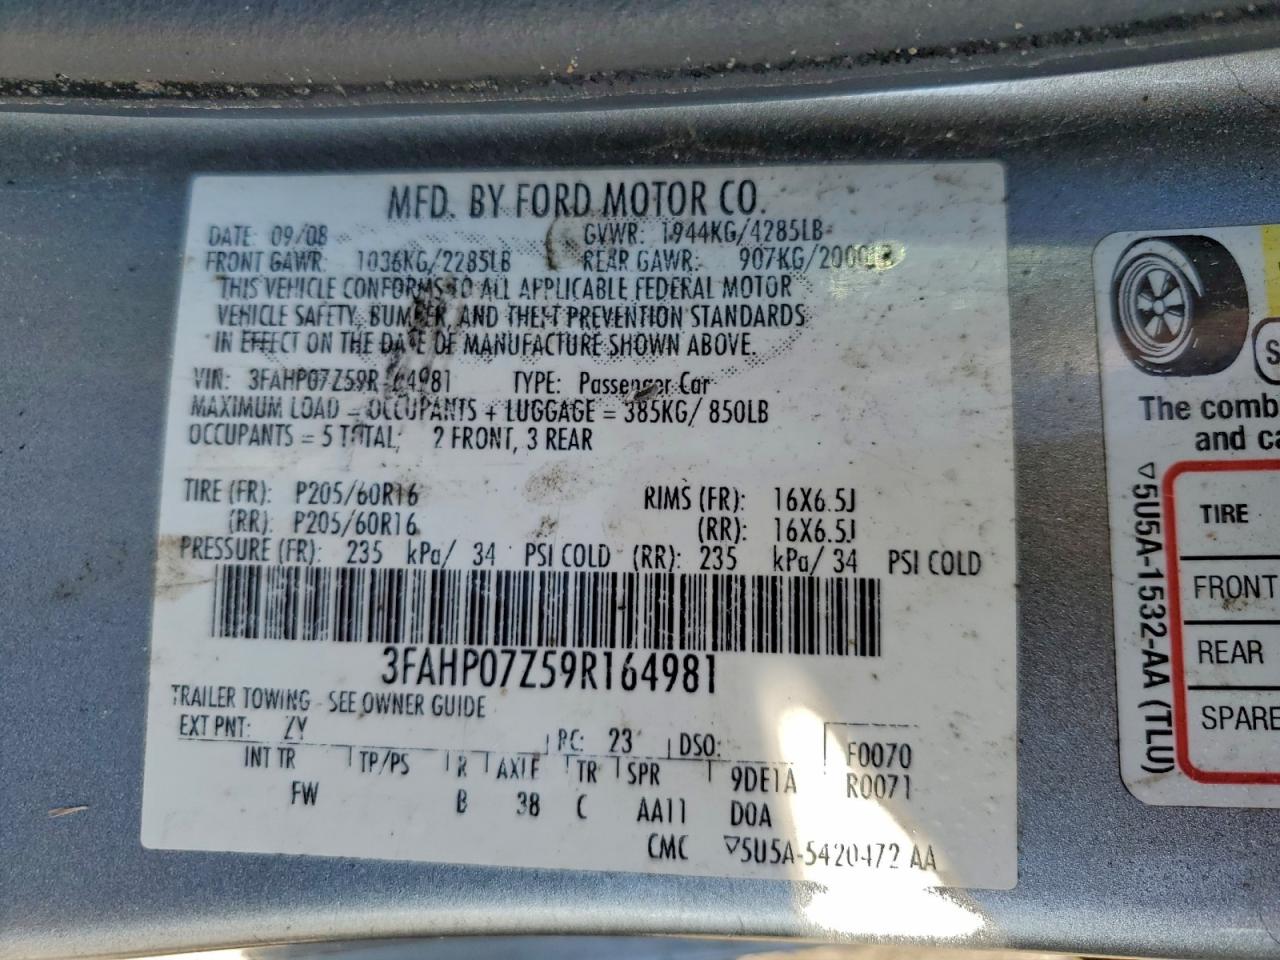 MFD. BY FORD MOTOR CO.
DATE: 09/08 GVWR: 1944KG/4285LB
FRONT GAWR: 1036KG/2285LB REAR GAWR: 907KG/2000LB
THIS VEHICLE CONFORMS TO ALL APPLICABLE FEDERAL MOTOR
VEHICLE SAFETY, BUMPER, AND THEFT PREVENTION STANDARDS
IN EFFECT ON THE DATE OF MANUFACTURE SHOWN ABOVE.
VIN: 3FAHP07Z59R164981 TYPE: Passenger Car
MAXIMUM LOAD = OCCUPANTS + LUGGAGE = 385KG/ 850LB
OCCUPANTS = 5 TOTAL; 2 FRONT, 3 REAR
TIRE (FR): P205/60R16 RIMS (FR): 16X6.5J
(RR): P205/60R16 (RR): 16X6.5J
PRESSURE (FR): 235 kPa/ 34 PSI COLD (RR): 235 kPa/ 34 PSI COLD
3FAHP07Z59R164981
TRAILER TOWING - SEE OWNER GUIDE
EXT PNT: ZY RC: 23 DSO: F0070
INT TR TP/PS R AXLE TR SPR 9DE1A R0071
FW B 38 C AA11 D0A
CMC ▽5U5A-5420472 AA
The comb
and ca
TIRE
FRONT
REAR
SPARE
▽5U5A-1532-AA (TLU)